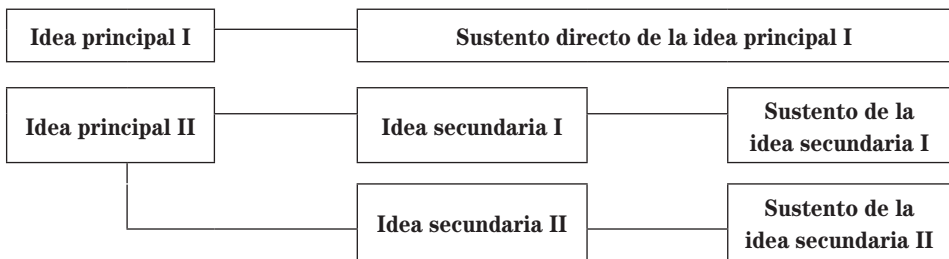 Idea principal I
Sustento directo de la idea principal I
Idea principal II
Idea secundaria I
Sustento de la
idea secundaria I
Idea secundaria II
Sustento de la
idea secundaria II